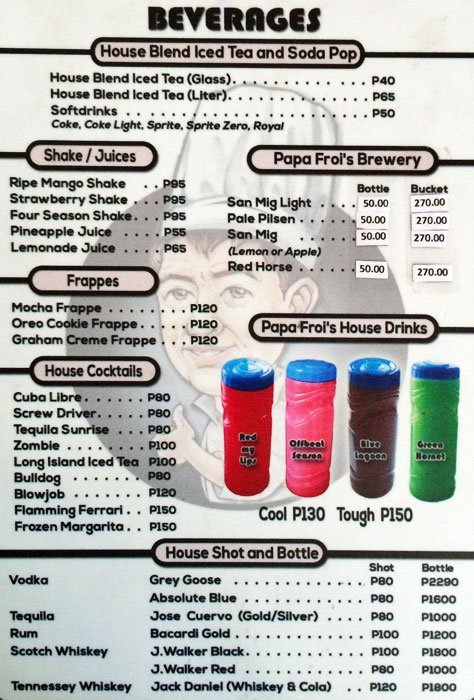 BEVERAGES
House Blend Iced Tea and Soda Pop
House Blend Iced Tea (Glass). . . . . . . . . . . . . . . . P40
House Blend Iced Tea (Liter). . . . . . . . . . . . . . . . P65
Softdrinks . . . . . . . . . . . . . . . . . . . . . . . . . P50
Coke, Coke Light, Sprite, Sprite Zero, Royal
Shake / Juices
Ripe Mango Shake . . P95
Strawberry Shake . . P95
Four Season Shake. . P95
Pineapple Juice . . . P55
Lemonade Juice . . . P65
Frappes
Mocha Frappe . . . . . . . P120
Oreo Cookie Frappe. . . . P120
Graham Creme Frappe . P120
House Cocktails
Cuba Libre. . . . . . . P80
Screw Driver. . . . . . P80
Tequila Sunrise . . . P80
Zombie . . . . . . . . P100
Long Island Iced Tea P100
Bulldog . . . . . . . . P80
Blowjob . . . . . . . . P120
Flamming Ferrari . . P150
Frozen Margarita . . P150
Papa Froi's Brewery
Bottle Bucket
San Mig Light . . . . 50.00 270.00
Pale Pilsen . . . . . 50.00 270.00
San Mig . . . . . . . 50.00 270.00
(Lemon or Apple)
Red Horse . . . . . . 50.00 270.00
Papa Froi's House Drinks
Red my Lips
Offbeat Season
Blue Lagoon
Green Hornet
Cool P130 Tough P150
House Shot and Bottle
Shot Bottle
Vodka Grey Goose . . . . . . . . . . . . . P80 P2290
Absolute Blue . . . . . . . . . . . . P80 P1600
Tequila Jose Cuervo (Gold/Silver) . . . . P80 P1000
Rum Bacardi Gold . . . . . . . . . . . . . P100 P1200
Scotch Whiskey J.Walker Black. . . . . . . . . . . . P100 P1800
J.Walker Red . . . . . . . . . . . . . P80 P1000
Tennessey Whiskey Jack Daniel (Whiskey & Cola) . . P120 P1800